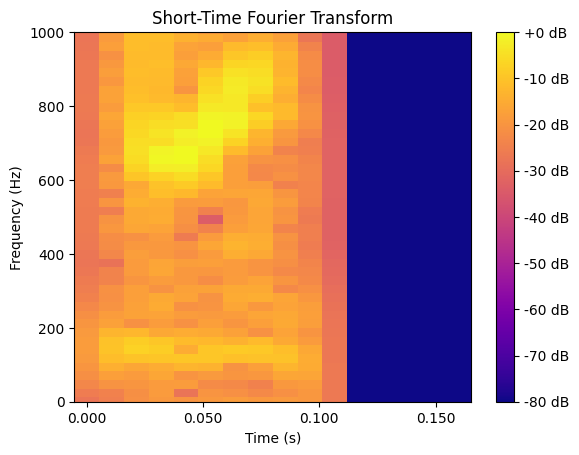 Short-Time Fourier Transform
1000
800
600
400
200
0
Frequency (Hz)
0.000
0.050
0.100
0.150
Time (s)
+0 dB
-10 dB
-20 dB
-30 dB
-40 dB
-50 dB
-60 dB
-70 dB
-80 dB